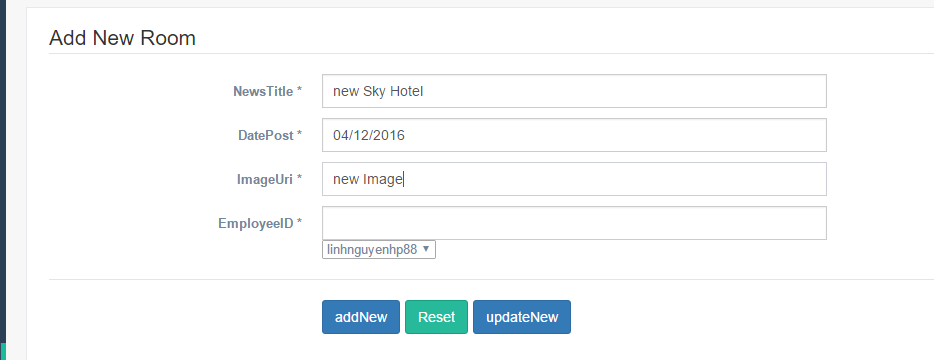 Add New Room
NewsTitle * new Sky Hotel
DatePost * 04/12/2016
ImageUri * new Image
EmployeeID *
linhnguyenhp88
addNew Reset updateNew